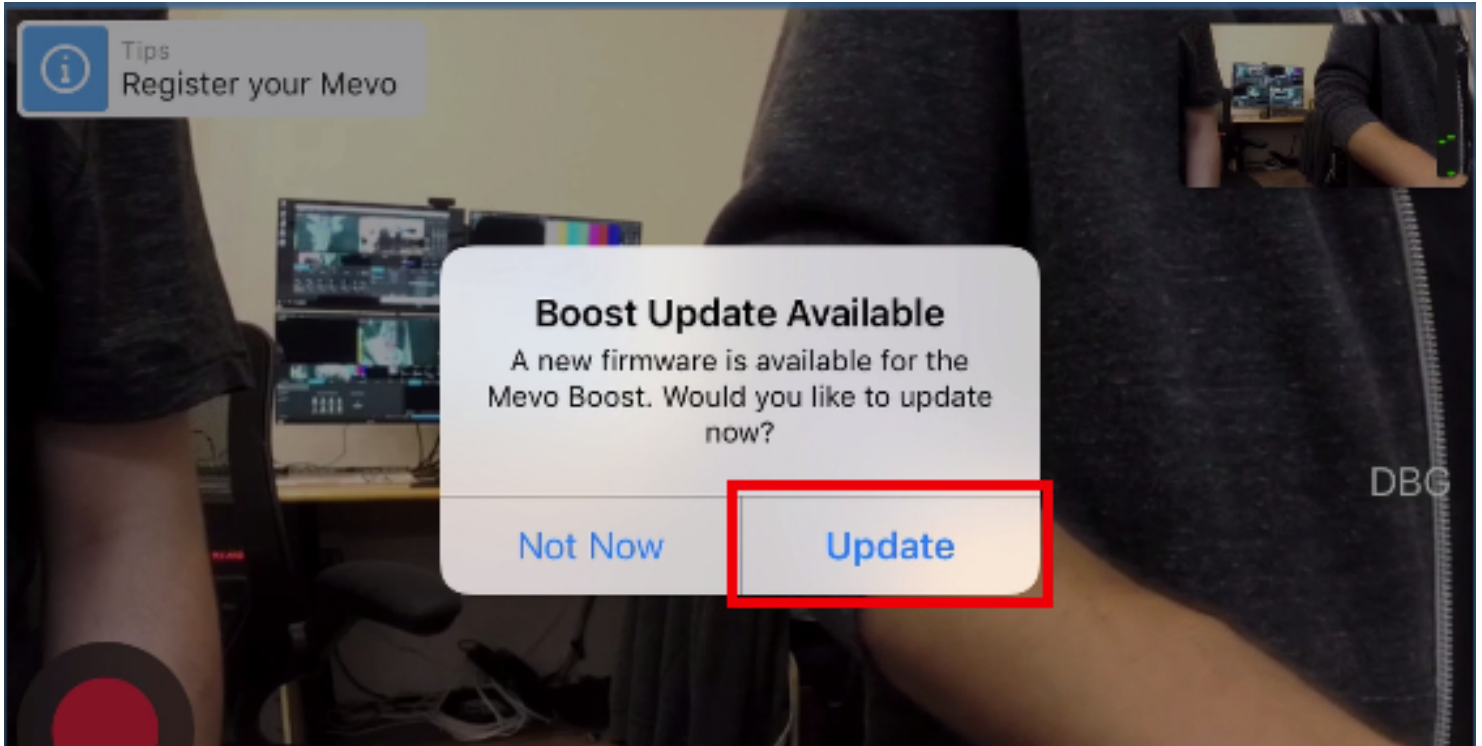 Tips
Register your Mevo
Boost Update Available
A new firmware is available for the
Mevo Boost. Would you like to update
now?
DBG
Not Now
Update